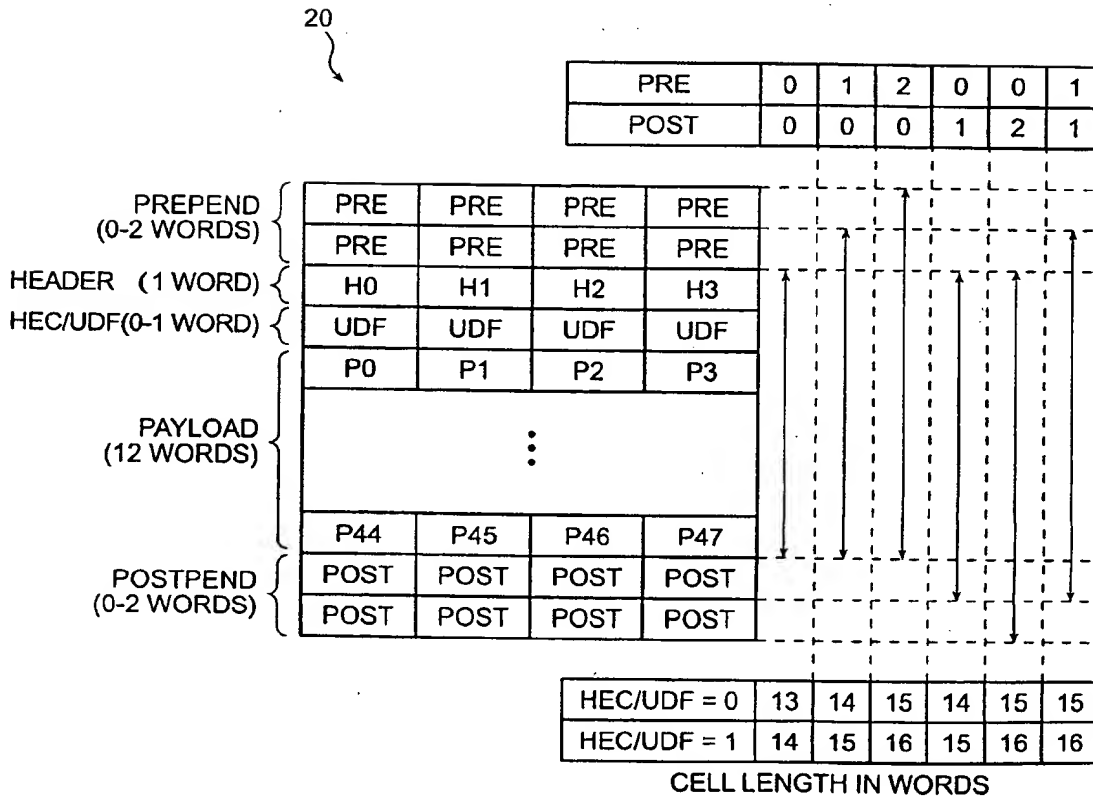 20
PRE 0 1 2 0 0 1
POST 0 0 0 1 2 1
PREPEND
(0-2 WORDS)
PRE PRE PRE PRE
PRE PRE PRE PRE
HEADER (1 WORD)
H0 H1 H2 H3
HEC/UDF(0-1 WORD)
UDF UDF UDF UDF
P0 P1 P2 P3
PAYLOAD
(12 WORDS)
P44 P45 P46 P47
POSTPEND
(0-2 WORDS)
POST POST POST POST
POST POST POST POST
HEC/UDF = 0 13 14 15 14 15 15
HEC/UDF = 1 14 15 16 15 16 16
CELL LENGTH IN WORDS